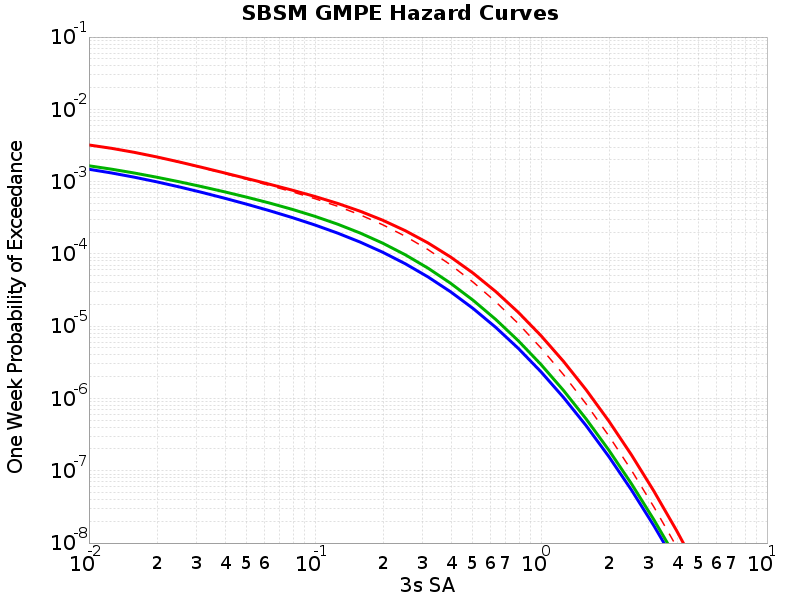 SBSM GMPE Hazard Curves
One Week Probability of Exceedance
10-1
10-2
10-3
10-4
10-5
10-6
10-7
10-8
10-2 2 3 4 5 6 10-1 2 3 4 5 6 7 100 2 3 4 5 6 7 101
3s SA